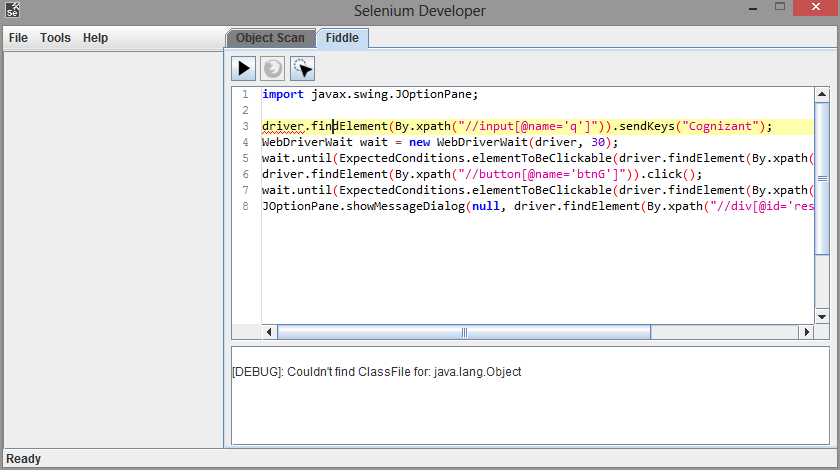 Se
Selenium Developer
File Tools Help
Object Scan Fiddle
1 import javax.swing.JOptionPane;
2
3 driver.findElement(By.xpath("//input[@name='q']")).sendKeys("Cognizant");
4 WebDriverWait wait = new WebDriverWait(driver, 30);
5 wait.until(ExpectedConditions.elementToBeClickable(driver.findElement(By.xpath(
6 driver.findElement(By.xpath("//button[@name='btnG']")).click();
7 wait.until(ExpectedConditions.elementToBeClickable(driver.findElement(By.xpath(
8 JOptionPane.showMessageDialog(null, driver.findElement(By.xpath("//div[@id='res
[DEBUG]: Couldn't find ClassFile for: java.lang.Object
Ready